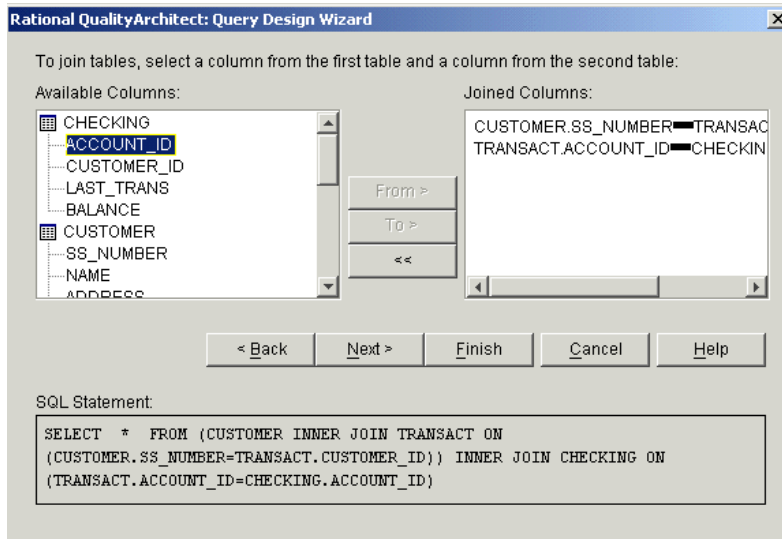 Rational QualityArchitect: Query Design Wizard
To join tables, select a column from the first table and a column from the second table:
Available Columns:
Joined Columns:
CHECKING
ACCOUNT_ID
CUSTOMER_ID
LAST_TRANS
BALANCE
CUSTOMER
SS_NUMBER
NAME
ADDRESS
From >
To >
<<
CUSTOMER.SS_NUMBER=TRANSAC
TRANSACT.ACCOUNT_ID=CHECKIN
< Back
Next >
Finish
Cancel
Help
SQL Statement:
SELECT * FROM (CUSTOMER INNER JOIN TRANSACT ON
(CUSTOMER.SS_NUMBER=TRANSACT.CUSTOMER_ID)) INNER JOIN CHECKING ON
(TRANSACT.ACCOUNT_ID=CHECKING.ACCOUNT_ID)